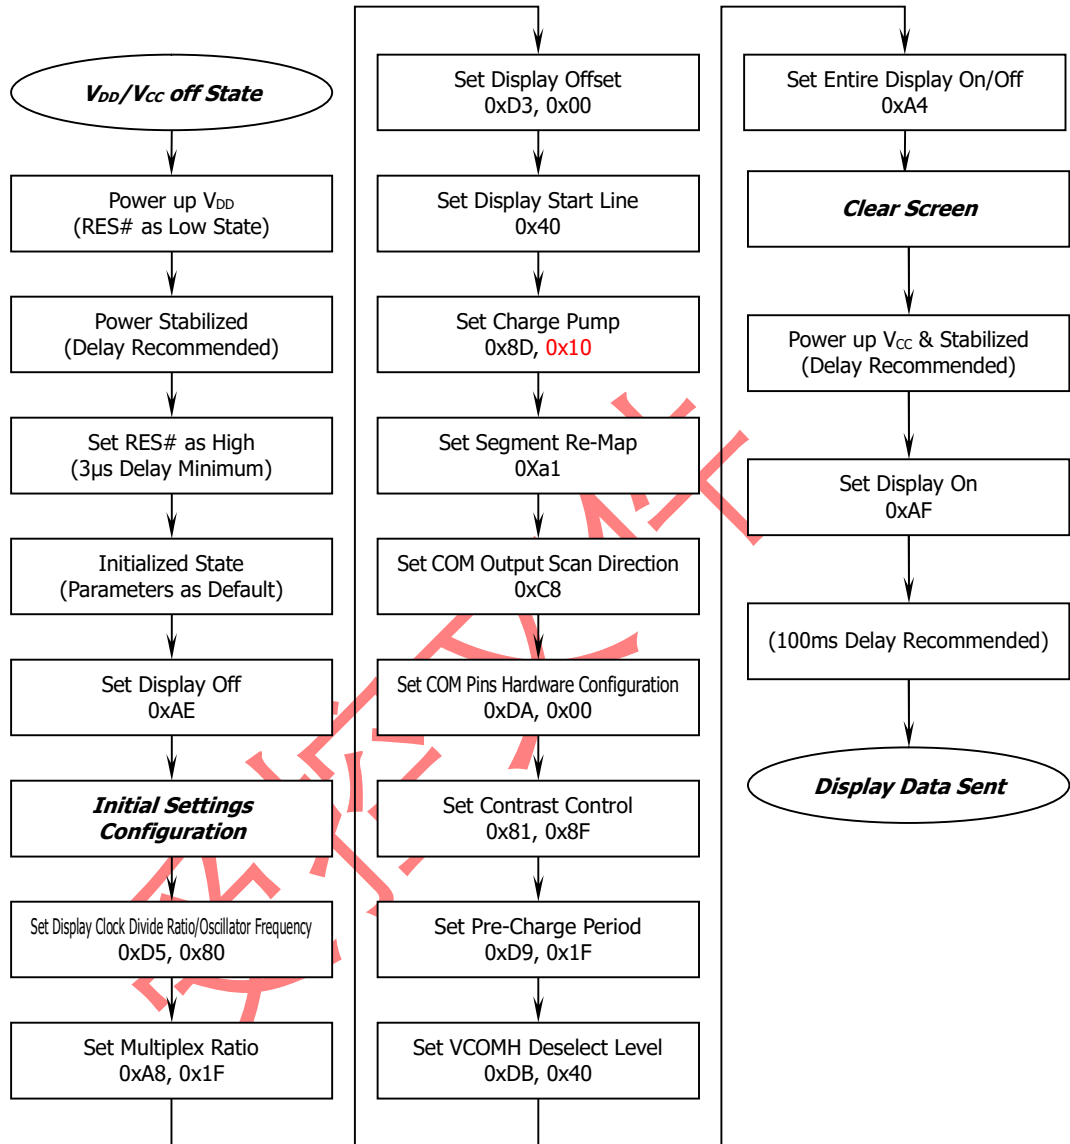 VDD/VCC off State
Power up VDD
(RES# as Low State)
Power Stabilized
(Delay Recommended)
Set RES# as High
(3μs Delay Minimum)
Initialized State
(Parameters as Default)
Set Display Off
0xAE
Initial Settings
Configuration
Set Display Clock Divide Ratio/Oscillator Frequency
0xD5, 0x80
Set Multiplex Ratio
0xA8, 0x1F
Set Display Offset
0xD3, 0x00
Set Display Start Line
0x40
Set Charge Pump
0x8D, 0x10
Set Segment Re-Map
0Xa1
Set COM Output Scan Direction
0xC8
Set COM Pins Hardware Configuration
0xDA, 0x00
Set Contrast Control
0x81, 0x8F
Set Pre-Charge Period
0xD9, 0x1F
Set VCOMH Deselect Level
0xDB, 0x40
Set Entire Display On/Off
0xA4
Clear Screen
Power up VCC & Stabilized
(Delay Recommended)
Set Display On
0xAF
(100ms Delay Recommended)
Display Data Sent